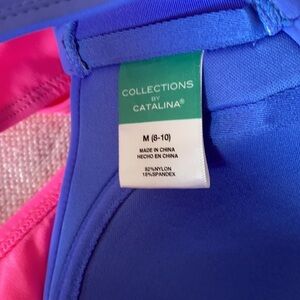 COLLECTIONS
BY
CATALINA®
M (8-10)
MADE IN CHINA
HECHO EN CHINA
82%NYLON
18%SPANDEX